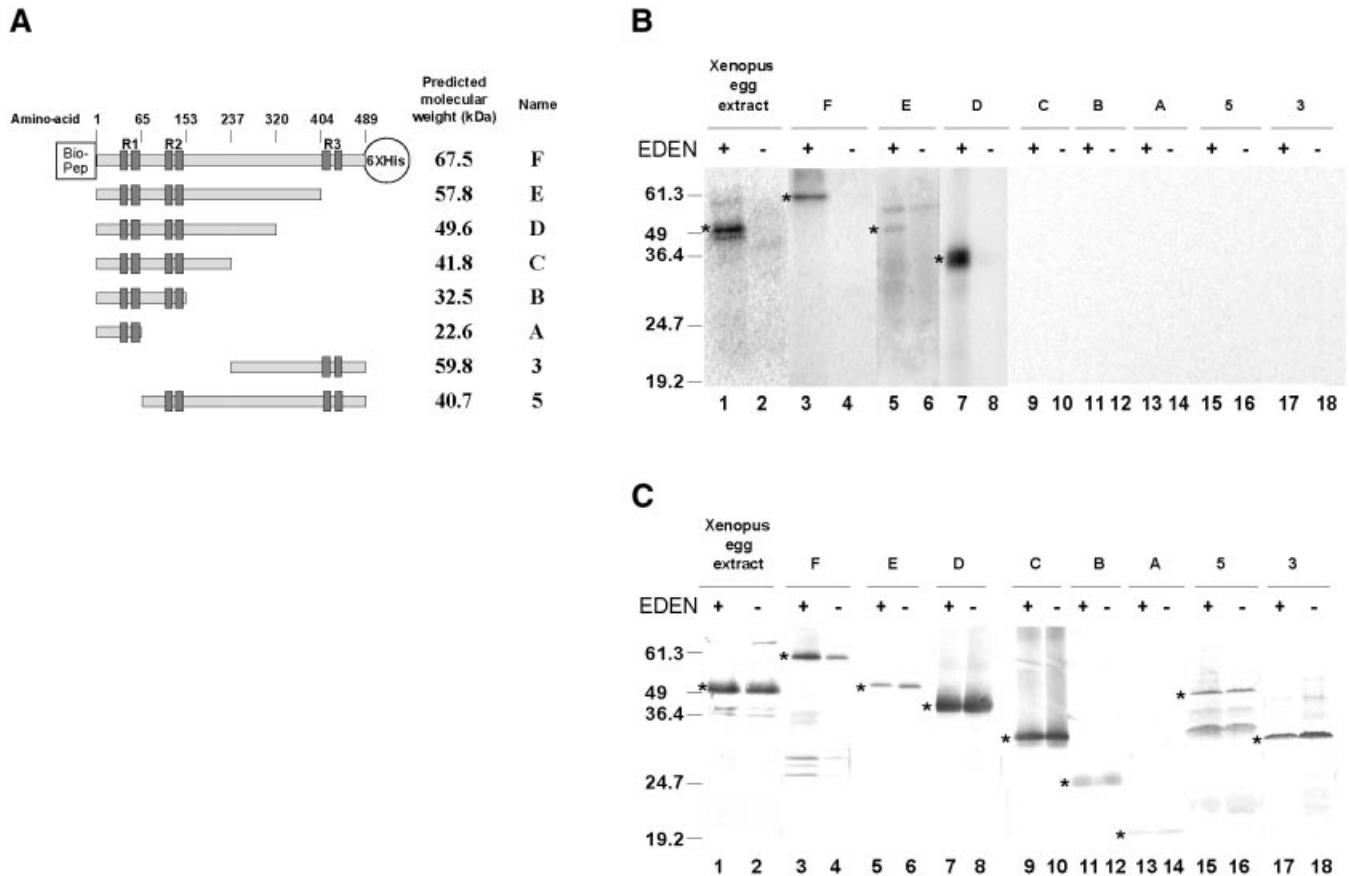 A
Predicted
molecular
weight (kDa)
Name
Amino-acid 1 65 153 237 320 404 489
R1 R2 R3
Bio-
Pep
6XHis
67.5 F
57.8 E
49.6 D
41.8 C
32.5 B
22.6 A
59.8 3
40.7 5
B
Xenopus
egg
extract
F E D C B A 5 3
EDEN + - + - + - + - + - + - + - + - + -
61.3
49
36.4
24.7
19.2
* * * *
1 2 3 4 5 6 7 8 9 10 11 12 13 14 15 16 17 18
C
Xenopus
egg
extract
F E D C B A 5 3
EDEN + - + - + - + - + - + - + - + - + -
61.3
49
36.4
24.7
19.2
* * * * * * * * *
1 2 3 4 5 6 7 8 9 10 11 12 13 14 15 16 17 18